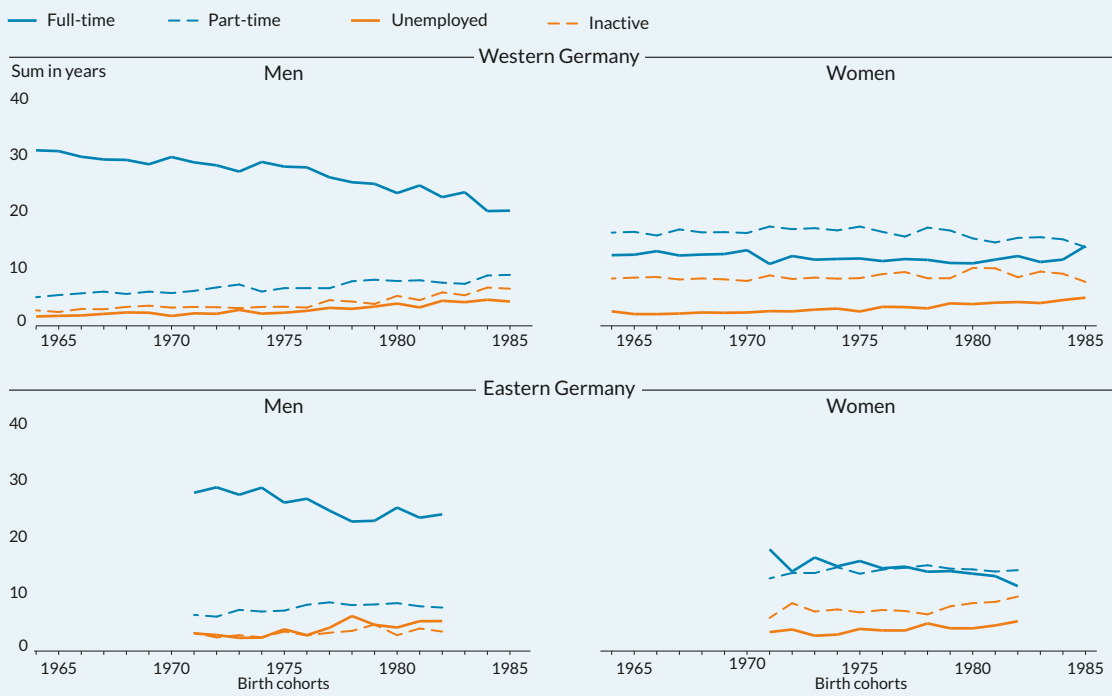 Full-time Part-time Unemployed Inactive
Western Germany
Sum in years
Men Women
40
30
20
10
0
1965 1970 1975 1980 1985 1965 1970 1975 1980 1985
Eastern Germany
Men Women
40
30
20
10
0
1965 1970 1975 1980 1985 1965 1970 1975 1980 1985
Birth cohorts Birth cohorts